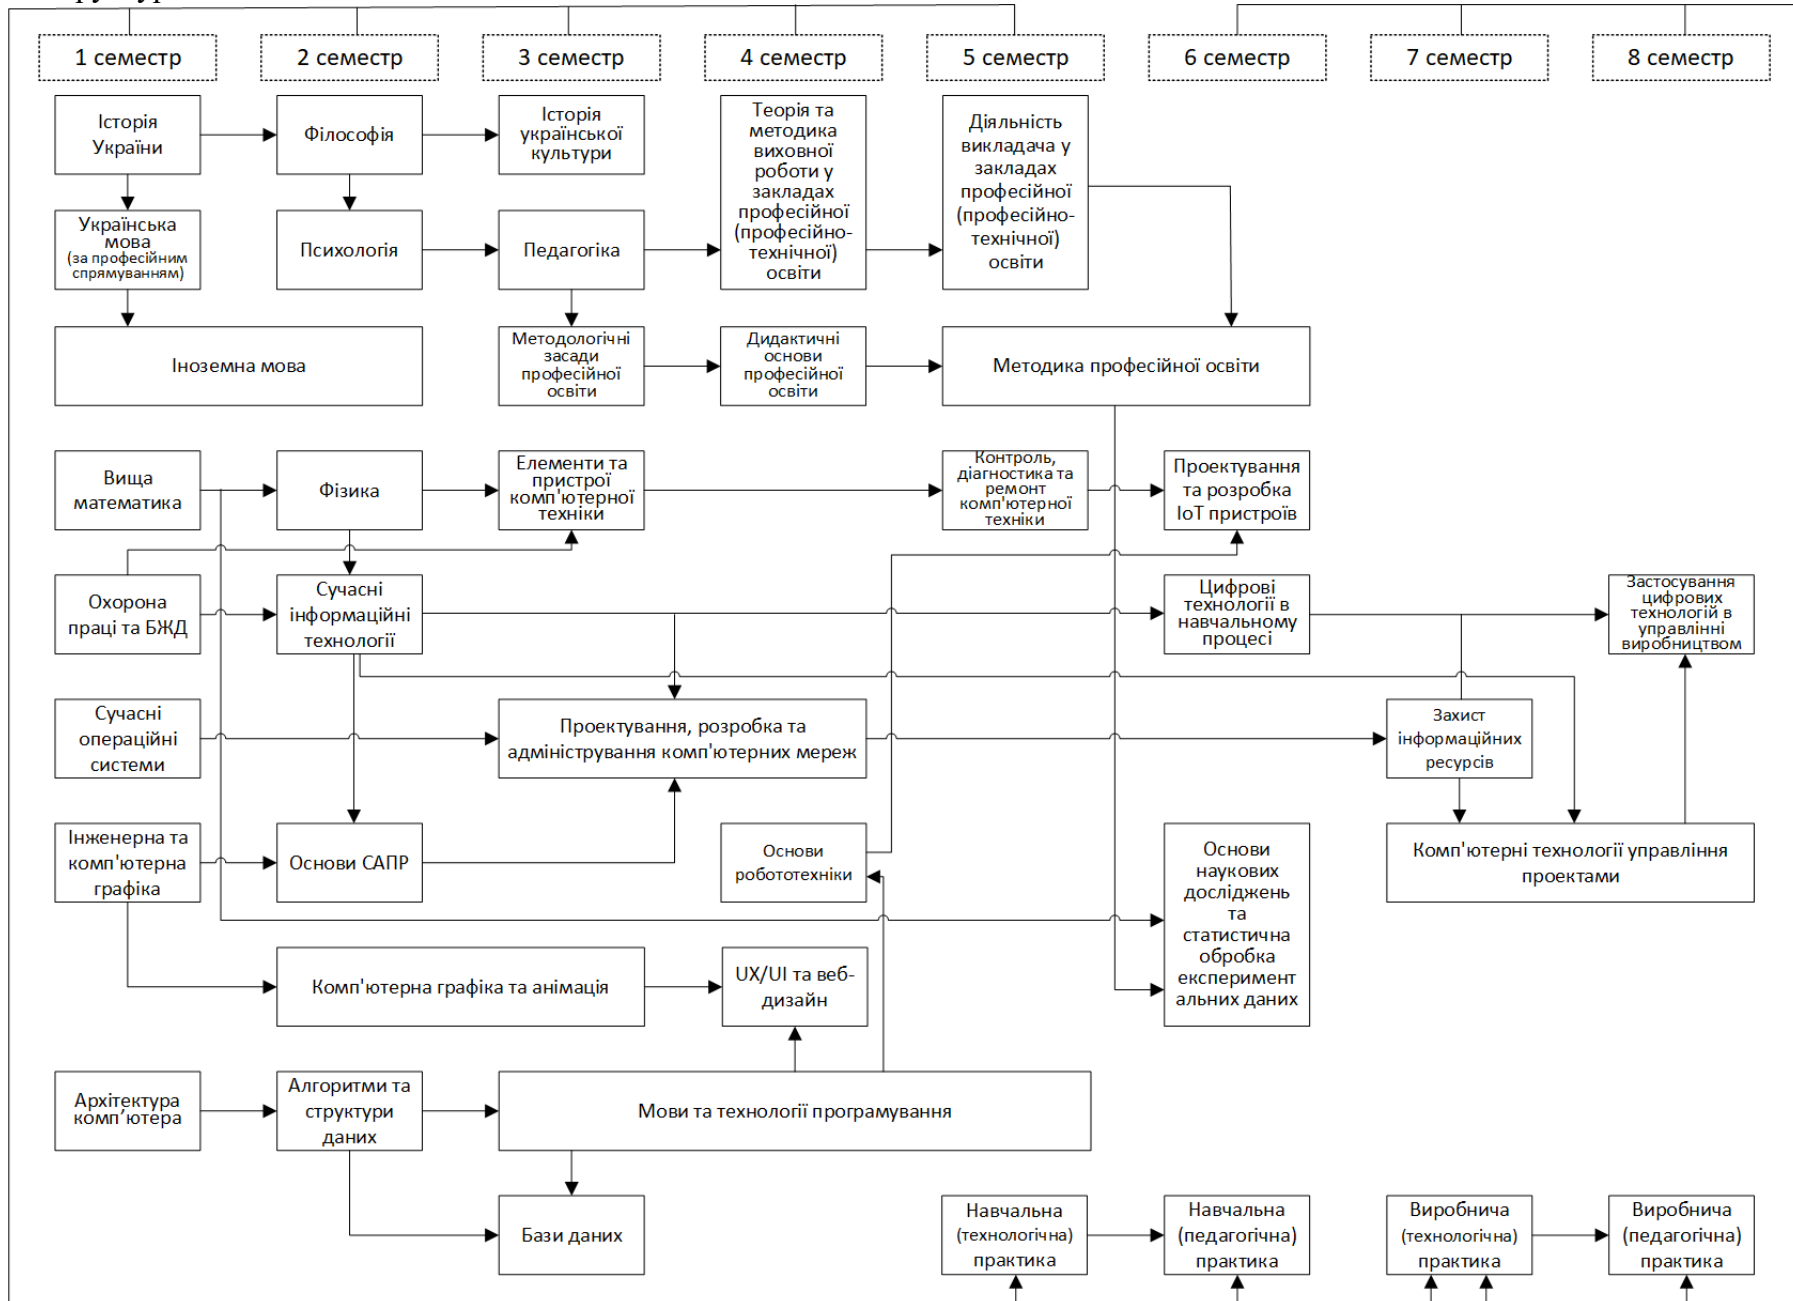 1 семестр
2 семестр
3 семестр
4 семестр
5 семестр
6 семестр
7 семестр
8 семестр
Історія
України
Філософія
Історія
української
культури
Теорія та
методика
виховної
роботи у
закладах
професійної
(професійно-
технічної)
освіти
Діяльність
викладача у
закладах
професійної
(професійно-
технічної)
освіти
Українська
мова
(за професійним
спрямуванням)
Психологія
Педагогіка
Іноземна мова
Методологічні
засади
професійної
освіти
Дидактичні
основи
професійної
освіти
Методика професійної освіти
Вища
математика
Фізика
Елементи та
пристрої
комп'ютерної
техніки
Контроль,
діагностика та
ремонт
комп'ютерної
техніки
Проектування
та розробка
ІоТ пристроїв
Охорона
праці та БЖД
Сучасні
інформаційні
технології
Цифрові
технології в
навчальному
процесі
Застосування
цифрових
технологій в
управлінні
виробництвом
Сучасні
операційні
системи
Проектування, розробка та
адміністрування комп'ютерних мереж
Захист
інформаційних
ресурсів
Інженерна та
комп'ютерна
графіка
Основи САПР
Основи
робототехніки
Основи
наукових
досліджень
та
статистична
обробка
експеримент
альних даних
Комп'ютерні технології управління
проектами
Комп'ютерна графіка та анімація
UX/UI та веб-
дизайн
Архітектура
комп’ютера
Алгоритми та
структури
даних
Мови та технології програмування
Бази даних
Навчальна
(технологічна)
практика
Навчальна
(педагогічна)
практика
Виробнича
(технологічна)
практика
Виробнича
(педагогічна)
практика